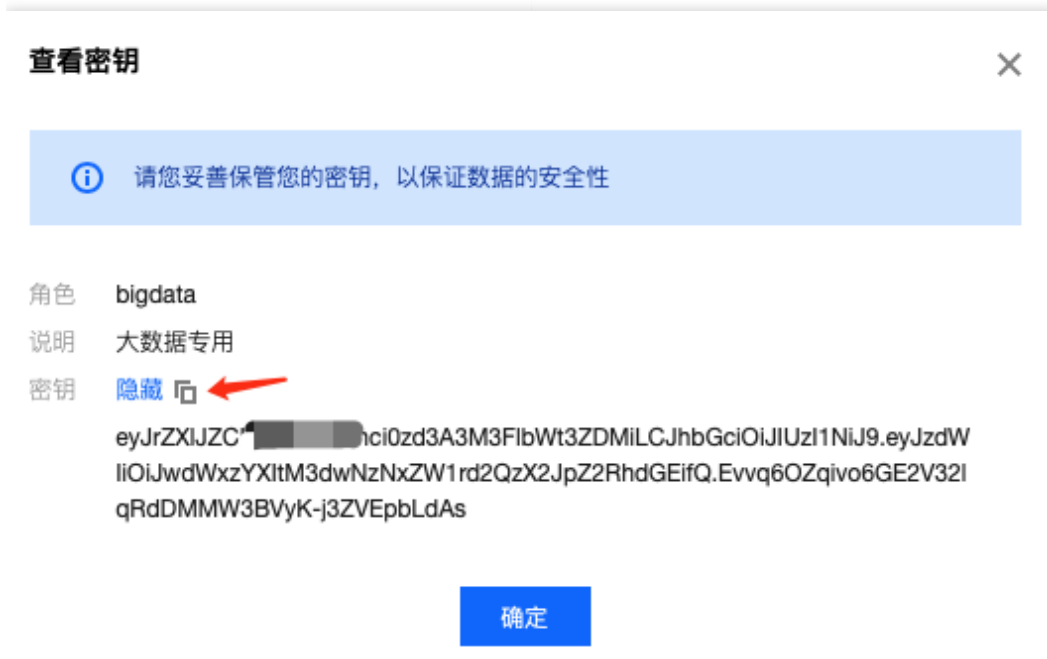 查看密钥
请您妥善保管您的密钥，以保证数据的安全性
角色 bigdata
说明 大数据专用
密钥 隐藏
eyJrZXlJZC hci0zd3A3M3FlbWt3ZDMiLCJhbGciOiJIUzI1NiJ9.eyJzdW
IiOiJwdWxzYXItM3dwNzNxZW1rd2QzX2JpZ2RhdGEifQ.Evvq6OZqivo6GE2V32l
qRdDMMW3BVyK-j3ZVEpbLdAs
确定